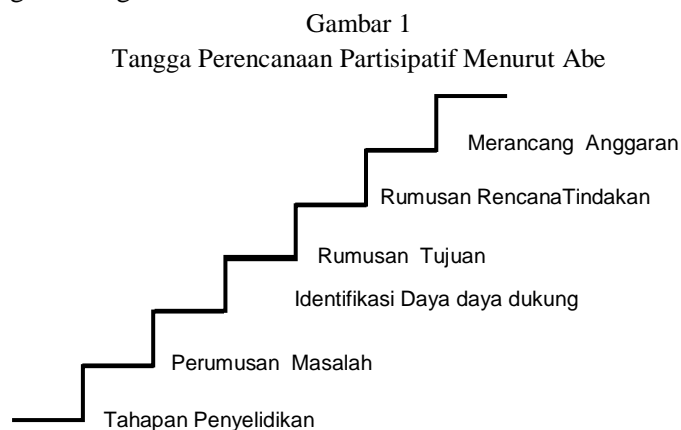 Gambar 1
Tangga Perencanaan Partisipatif Menurut Abe
Merancang Anggaran
Rumusan RencanaTindakan
Rumusan Tujuan
Identifikasi Daya daya dukung
Perumusan Masalah
Tahapan Penyelidikan